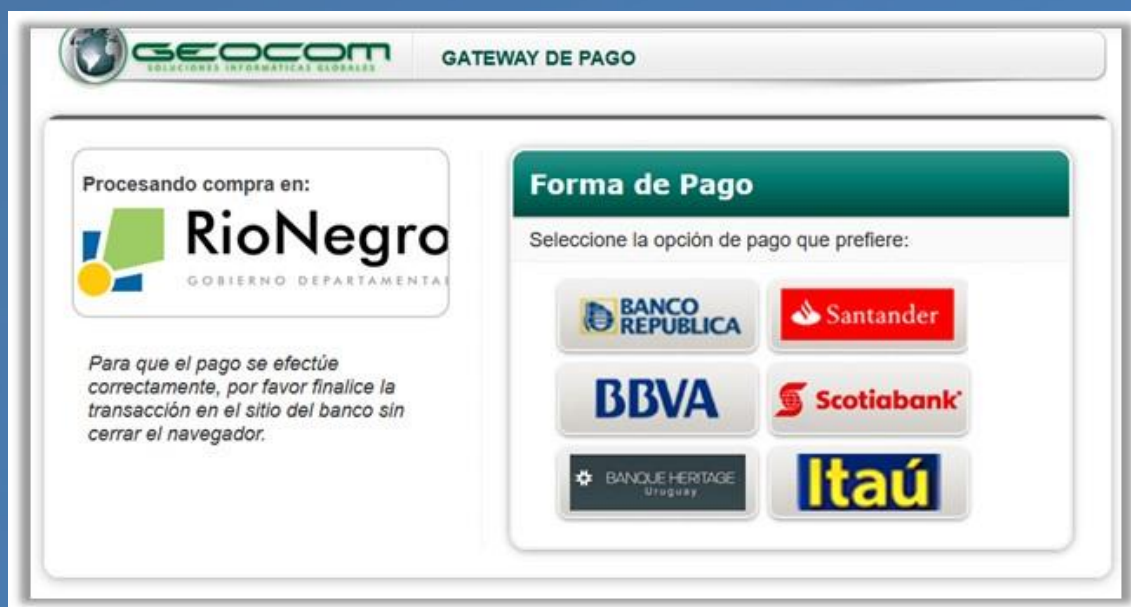 GEOCOM
SOLUCIONES INFORMÁTICAS GLOBALES
GATEWAY DE PAGO
Procesando compra en:
RioNegro
GOBIERNO DEPARTAMENTAL
Para que el pago se efectúe
correctamente, por favor finalice la
transacción en el sitio del banco sin
cerrar el navegador.
Forma de Pago
Seleccione la opción de pago que prefiere:
BANCO
REPUBLICA
Santander
BBVA
Scotiabank
BANQUE HERITAGE
Uruguay
Itaú